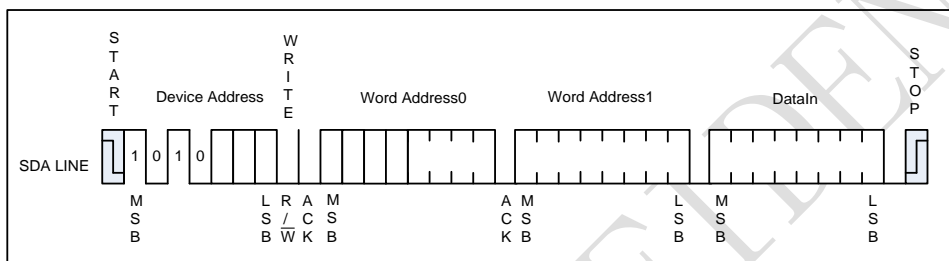 START
WRITE
STOP
Device Address
Word Address0
Word Address1
DataIn
SDA LINE
1 0 1 0
MSB
LSB
R/W
ACK
MSB
ACK
MSB
LSB
MSB
LSB